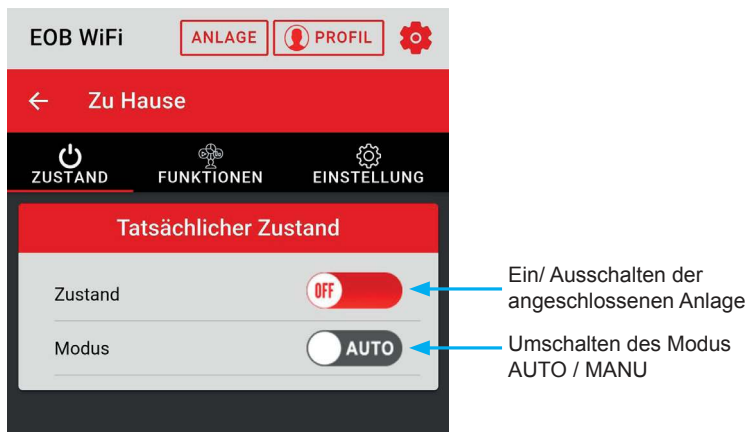 EOB WiFi
ANLAGE
PROFIL
Zu Hause
ZUSTAND
FUNKTIONEN
EINSTELLUNG
Tatsächlicher Zustand
Zustand
OFF
Ein/ Ausschalten der
angeschlossenen Anlage
Modus
AUTO
Umschalten des Modus
AUTO / MANU